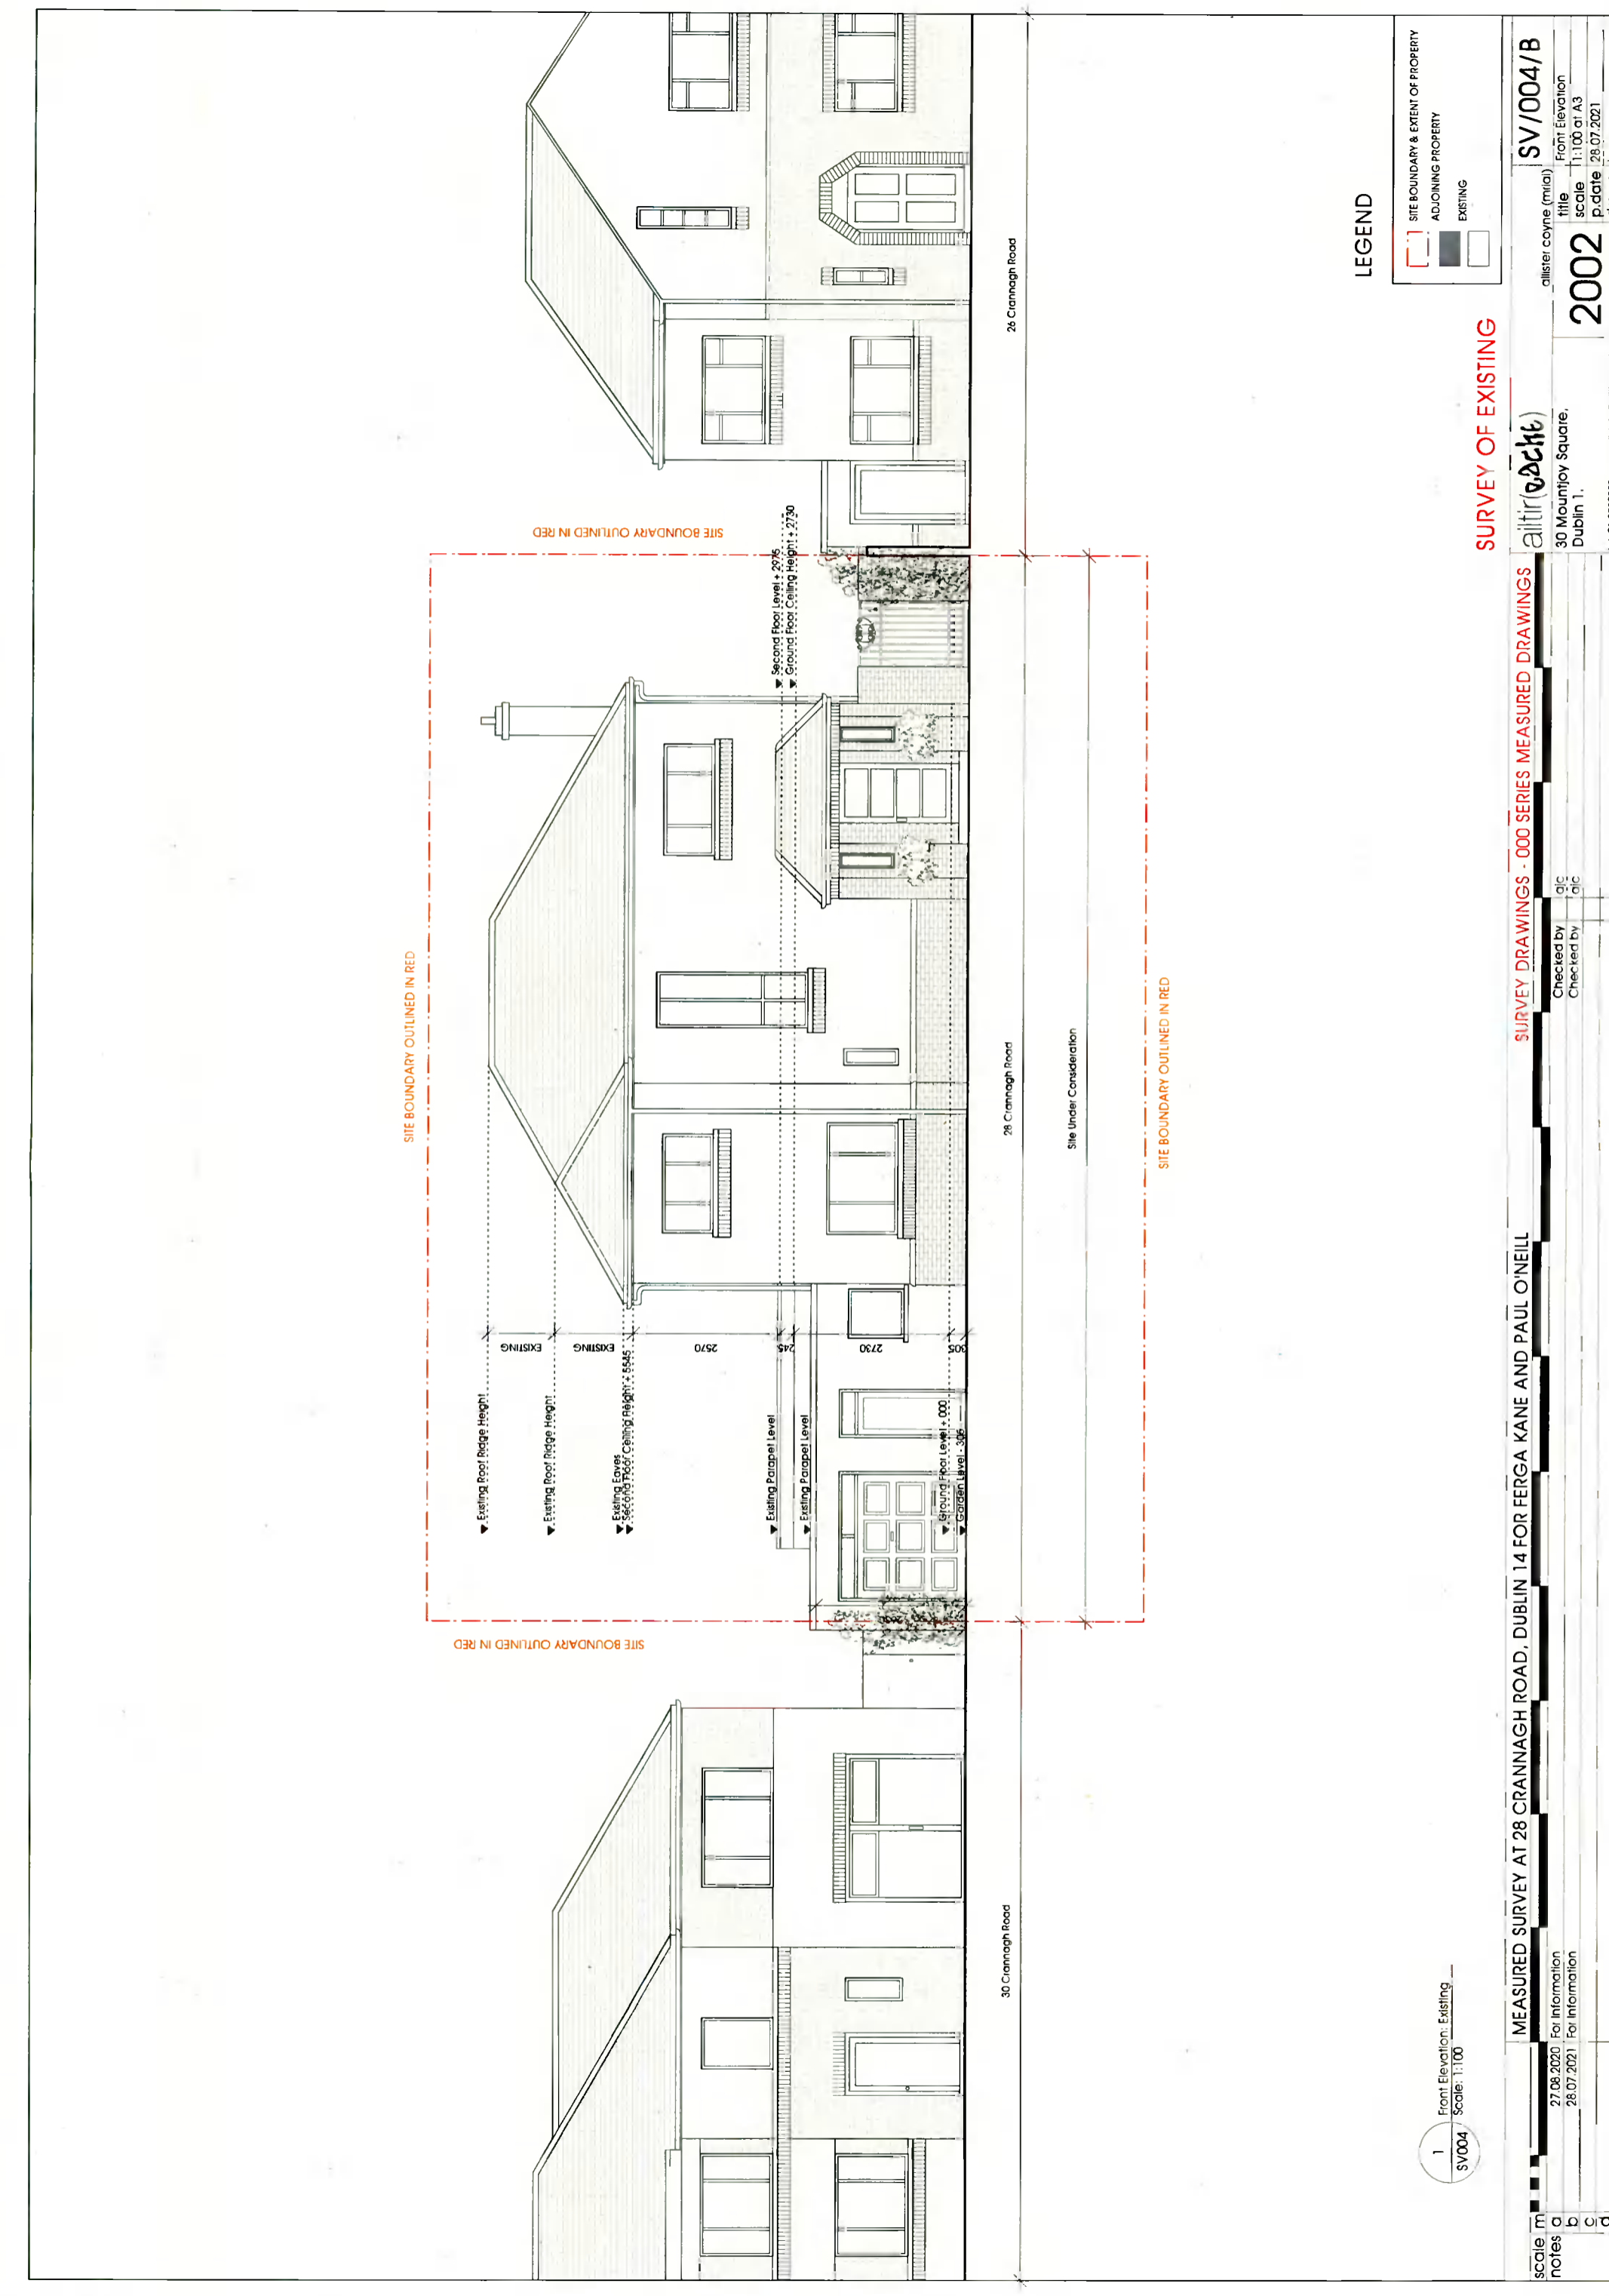 SITE BOUNDARY OUTLINED IN RED
SITE BOUNDARY OUTLINED IN RED
SITE BOUNDARY OUTLINED IN RED
SITE BOUNDARY OUTLINED IN RED
Existing Roof Ridge Height
Existing Roof Ridge Height
Existing Eaves
Second Floor Ceiling Height + 5545
Existing Parapet Level
Existing Parapet Level
Ground Floor Level + 000
Garden Level - 305
EXISTING
EXISTING
2570
245
2730
305
Second Floor Level + 2975
Ground Floor Ceiling Height + 2730
30 Crannagh Road
28 Crannagh Road
26 Crannagh Road
Site Under Consideration
LEGEND
SITE BOUNDARY & EXTENT OF PROPERTY
ADJOINING PROPERTY
EXISTING
1
SV004
Front Elevation: Existing
Scale: 1:100
SURVEY OF EXISTING
MEASURED SURVEY AT 28 CRANNAGH ROAD, DUBLIN 14 FOR FERGA KANE AND PAUL O'NEILL
SURVEY DRAWINGS - 000 SERIES MEASURED DRAWINGS
scale m
notes a 27.08.2020 For Information Checked by ajc
b 28.07.2021 For Information Checked by ajc
c
d
30 Mountjoy Square,
Dublin 1.
allister coyne (mriai)
2002
SV/004/B
title Front Elevation
scale 1:100 at A3
p.date 28.07.2021